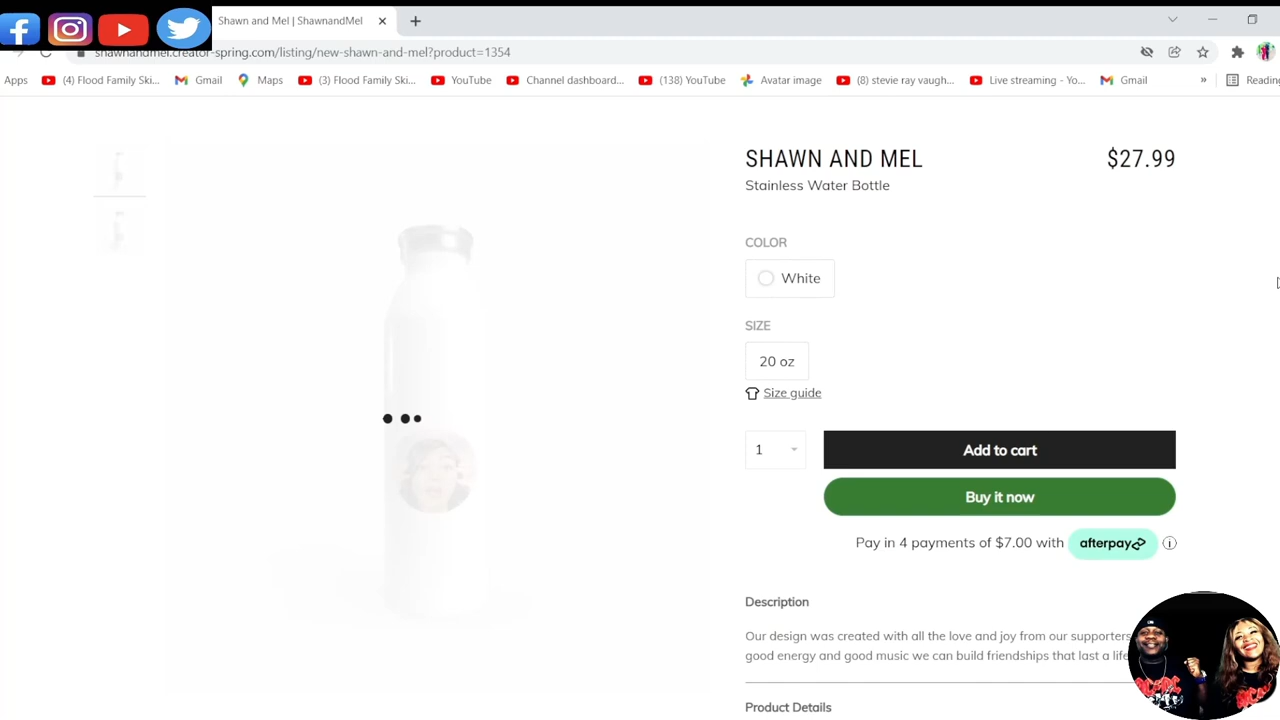 Shawn and Mel | ShawnandMel
shawnandmel.creator-spring.com/listing/new-shawn-and-mel?product=1354
Apps (4) Flood Family Ski... Gmail Maps (3) Flood Family Ski... YouTube Channel dashboard... (138) YouTube Avatar image (8) stevie ray vaugh... Live streaming - Yo... Gmail » Reading
SHAWN AND MEL $27.99
Stainless Water Bottle
COLOR
White
SIZE
20 oz
Size guide
1 Add to cart
Buy it now
Pay in 4 payments of $7.00 with afterpay
Description
Our design was created with all the love and joy from our supporters
good energy and good music we can build friendships that last a life
Product Details